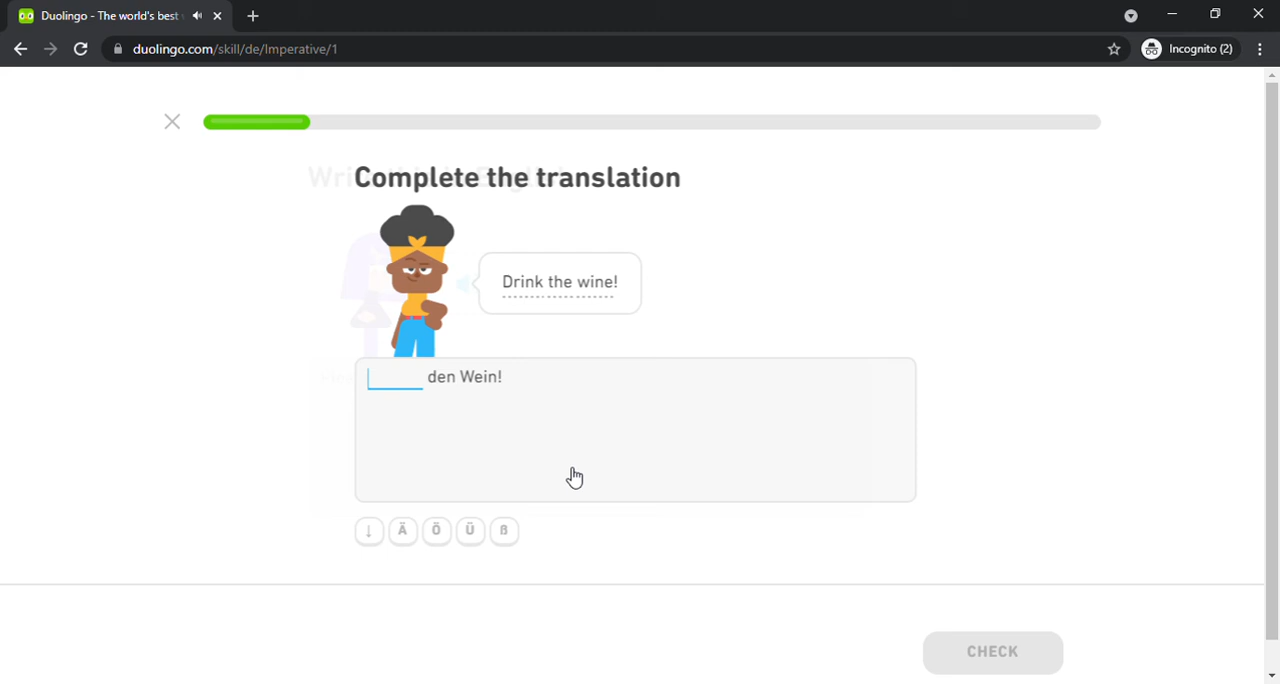 Duolingo - The world's best
duolingo.com/skill/de/Imperative/1
Incognito (2)
Complete the translation
Drink the wine!
den Wein!
↓ Ä Ö Ü ß
CHECK